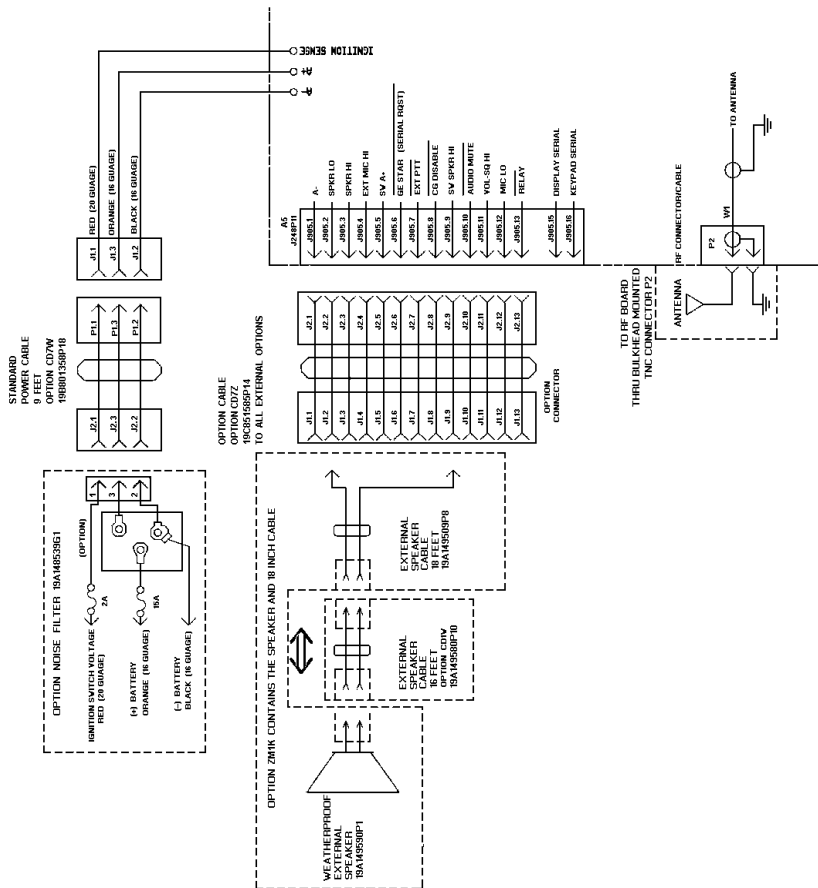 STANDARD
POWER CABLE
9 FEET
OPTION CD7W
19B801358P18
RED (20 GUAGE)
ORANGE (16 GUAGE)
BLACK (16 GUAGE)
J1.1
J1.3
J1.2
P1.1
P1.3
P1.2
J2.1
J2.3
J2.2
IGNITION SENSE
A+
A-
OPTION NOISE FILTER 19A148539G1
(OPTION)
1
3
2
2A
15A
IGNITION SWITCH VOLTAGE
RED (20 GUAGE)
(+) BATTERY
ORANGE (16 GUAGE)
(-) BATTERY
BLACK (16 GUAGE)
A5
J248P11
J905.1
J905.2
J905.3
J905.4
J905.5
J905.6
J905.7
J905.8
J905.9
J905.10
J905.11
J905.12
J905.13
J905.15
J905.16
A-
SPKR LO
SPKR HI
EXT MIC HI
SW A+
GE STAR (SERIAL RQST)
EXT PTT
CG DISABLE
SW SPKR HI
AUDIO MUTE
VOL-SQ HI
MIC LO
RELAY
DISPLAY SERIAL
KEYPAD SERIAL
OPTION CABLE
OPTION CD7Z
19C851585P14
TO ALL EXTERNAL OPTIONS
J2.1
J2.2
J2.3
J2.4
J2.5
J2.6
J2.7
J2.8
J2.9
J2.10
J2.11
J2.12
J2.13
J1.1
J1.2
J1.3
J1.4
J1.5
J1.6
J1.7
J1.8
J1.9
J1.10
J1.11
J1.12
J1.13
OPTION
CONNECTOR
OPTION ZM1K CONTAINS THE SPEAKER AND 18 INCH CABLE
EXTERNAL
SPEAKER
CABLE
18 FEET
19A149509P8
EXTERNAL
SPEAKER
CABLE
16 FEET
OPTION CD1V
19A149580P10
WEATHERPROOF
EXTERNAL
SPEAKER
19A149590P1
TO RF BOARD
THRU BULKHEAD MOUNTED
TNC CONNECTOR P2
ANTENNA
RF CONNECTOR/CABLE
P2
W1
TO ANTENNA